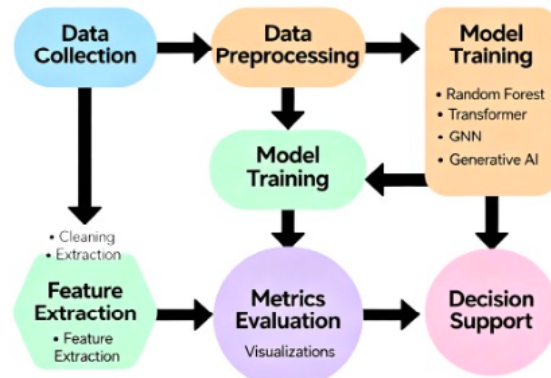 Data
Collection
Data
Preprocessing
Model
Training
• Random Forest
• Transformer
• GNN
• Generative AI
Model
Training
• Cleaning
• Extraction
Feature
Extraction
• Feature
Extraction
Metrics
Evaluation
Visualizations
Decision
Support